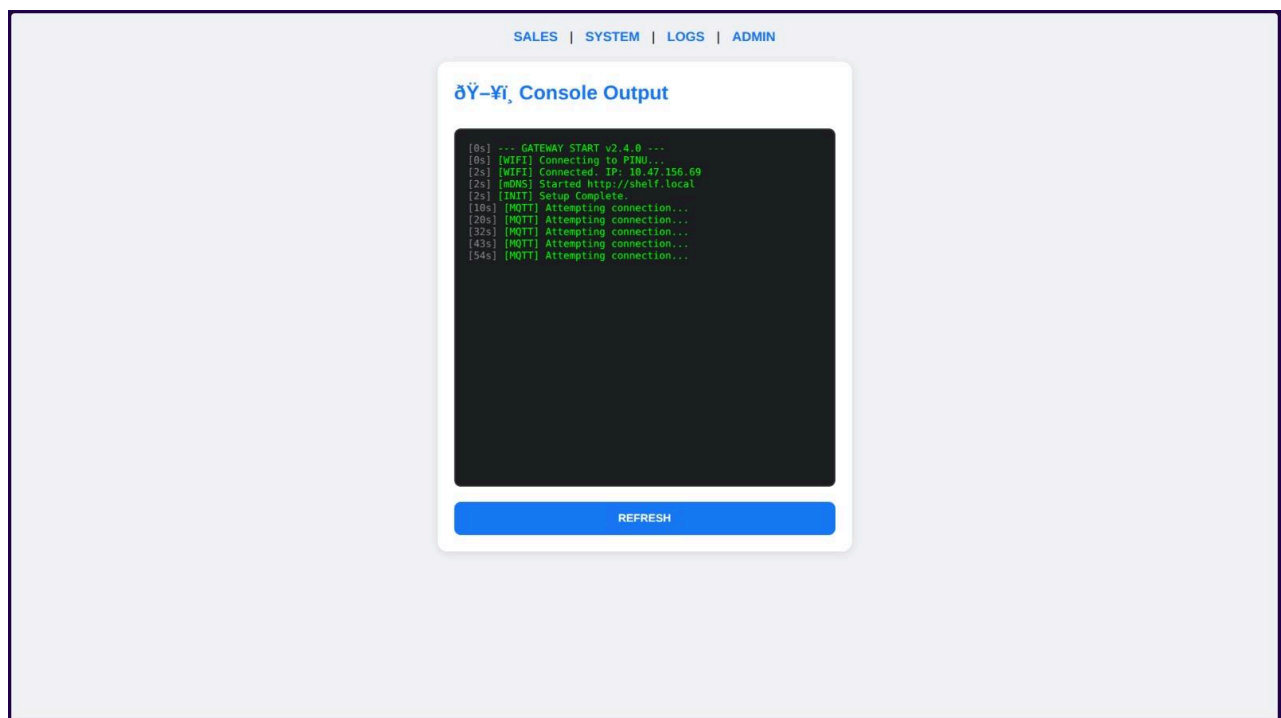 SALES | SYSTEM | LOGS | ADMIN
ðŸ–¥ï¸ Console Output
[0s] --- GATEWAY START v2.4.0 ---
[0s] [WIFI] Connecting to PINU...
[2s] [WIFI] Connected. IP: 10.47.156.69
[2s] [mDNS] Started http://shelf.local
[2s] [INIT] Setup Complete.
[10s] [MQTT] Attempting connection...
[20s] [MQTT] Attempting connection...
[32s] [MQTT] Attempting connection...
[43s] [MQTT] Attempting connection...
[54s] [MQTT] Attempting connection...
REFRESH